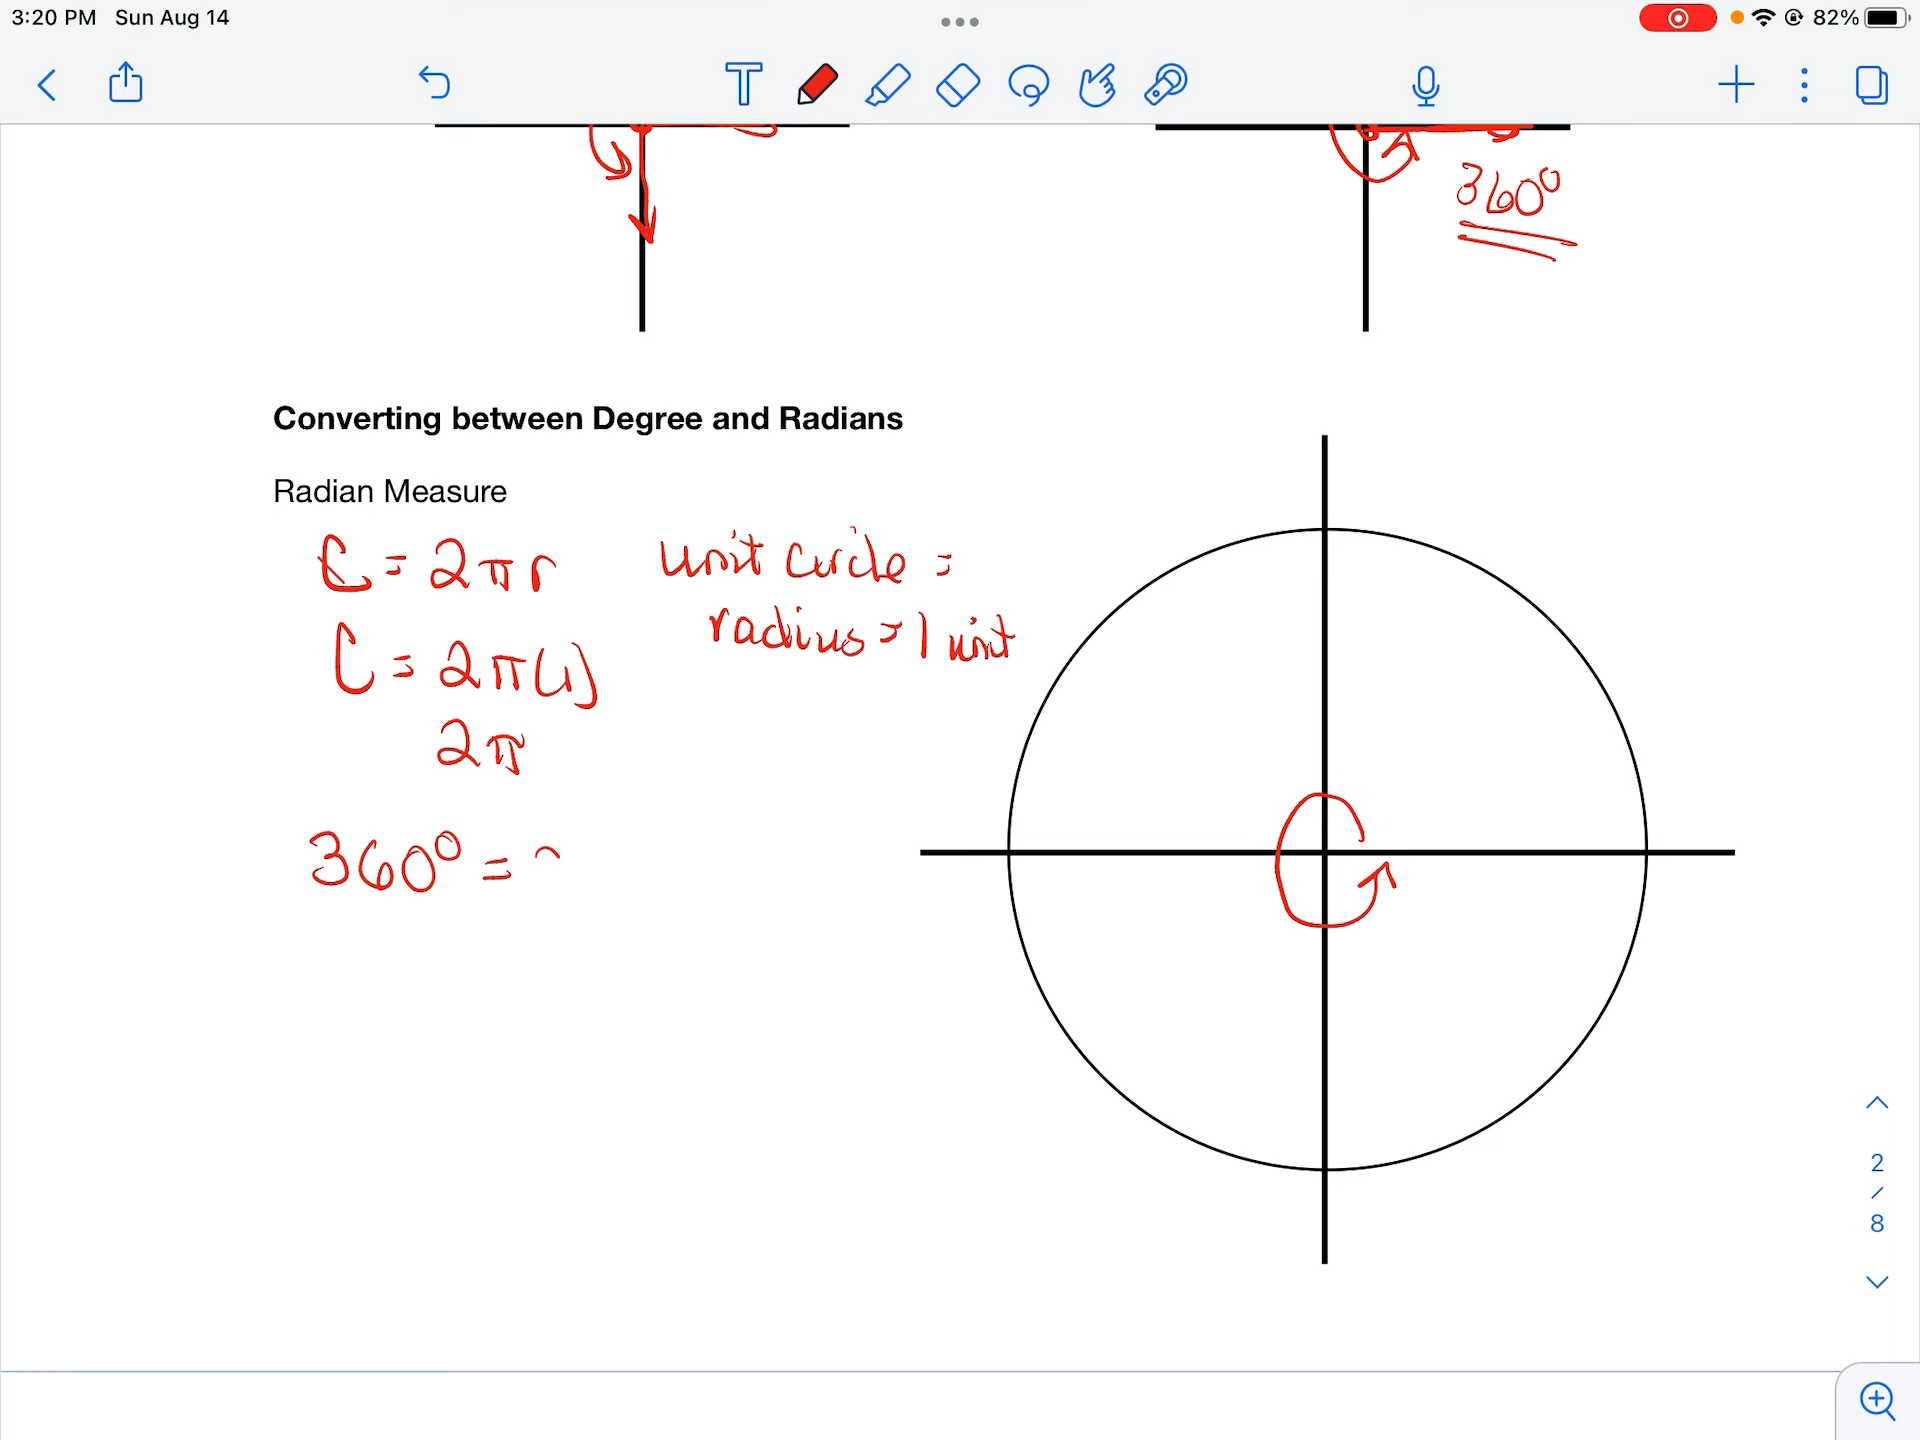 3:20 PM Sun Aug 14
82%
T
360°
Converting between Degree and Radians
Radian Measure
C = 2πr
unit circle =
radius = 1 unit
C = 2π(1)
2π
360° =
2
/
8